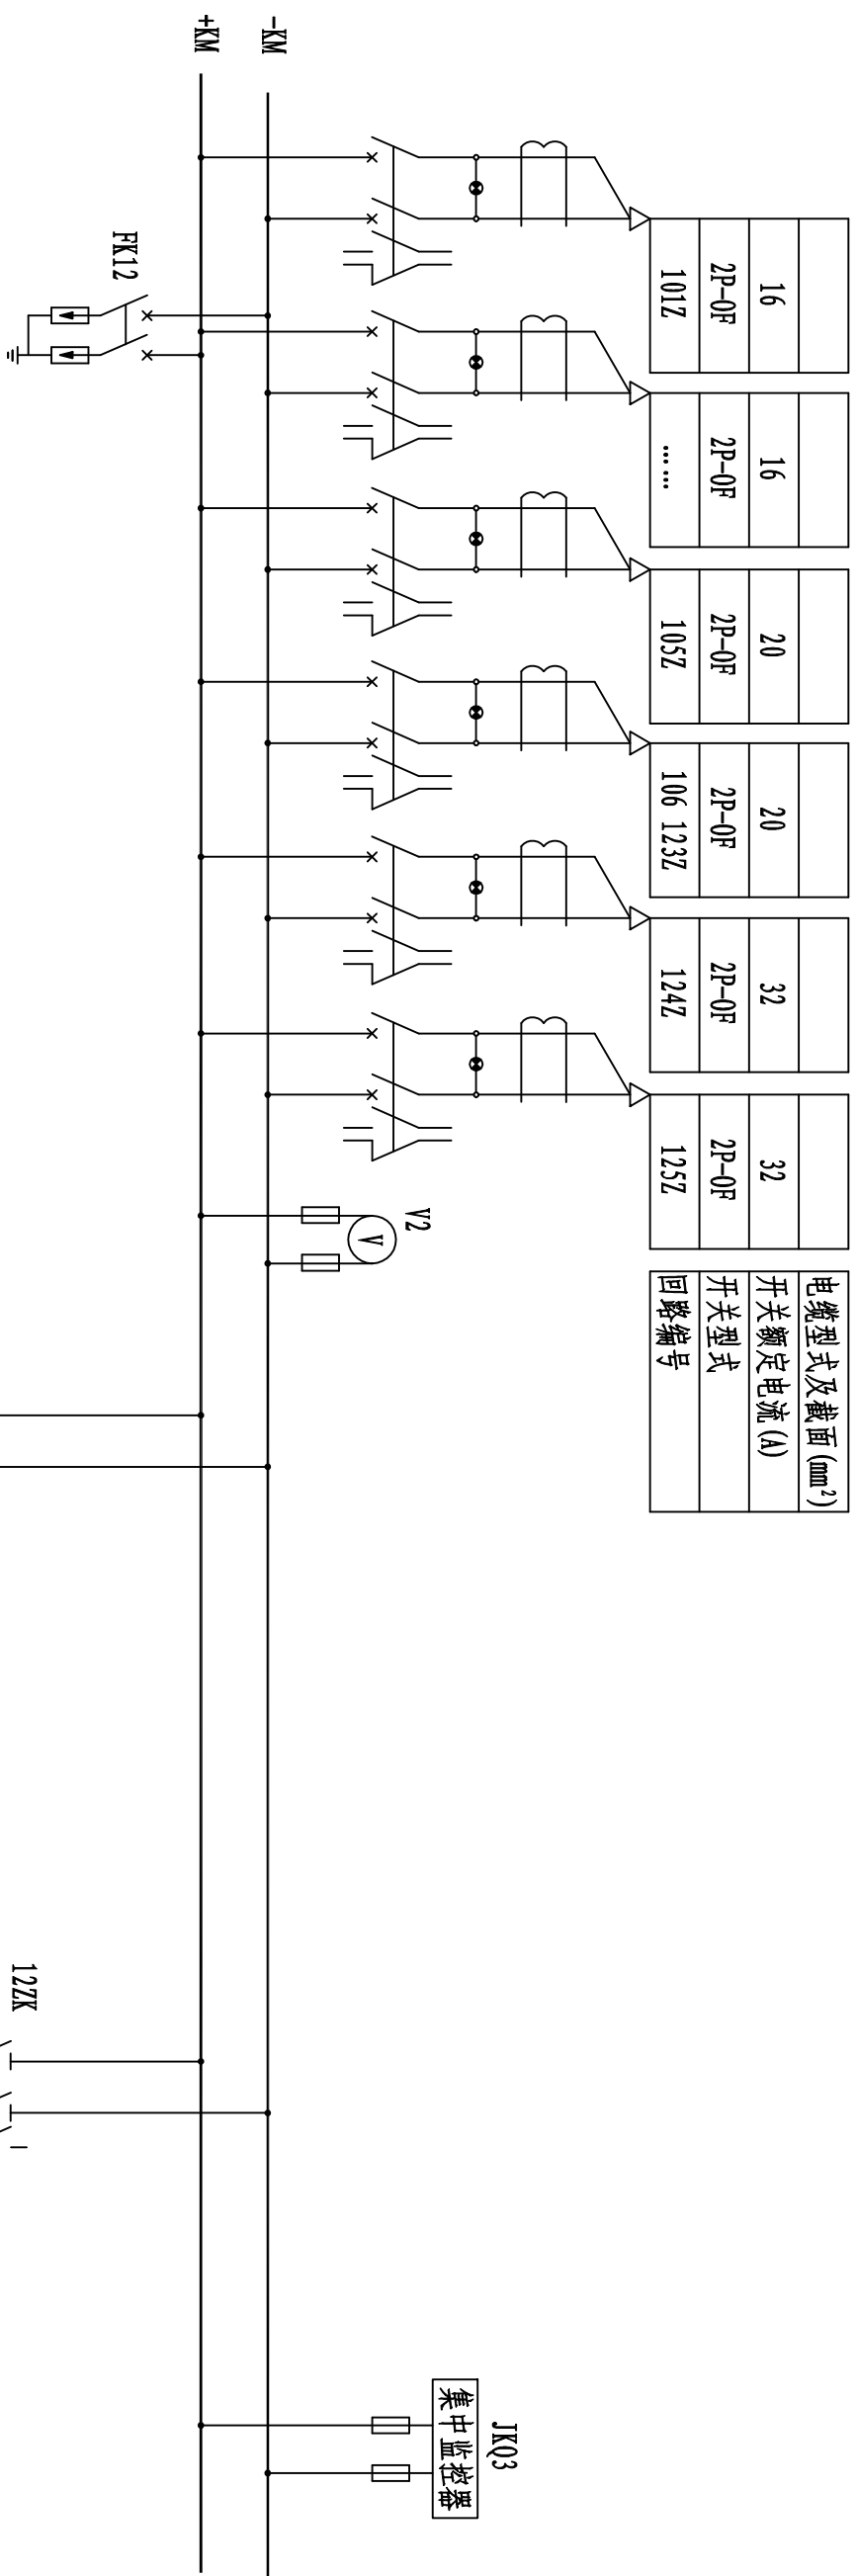 -KM
+KM
FK12
16
2P-OF
101Z
16
2P-OF
……
20
2P-OF
105Z
20
2P-OF
106 123Z
32
2P-OF
124Z
32
2P-OF
125Z
电缆型式及截面(mm²)
开关额定电流(A)
开关型式
回路编号
V2
V
12ZK
JKQ3
集中监控器